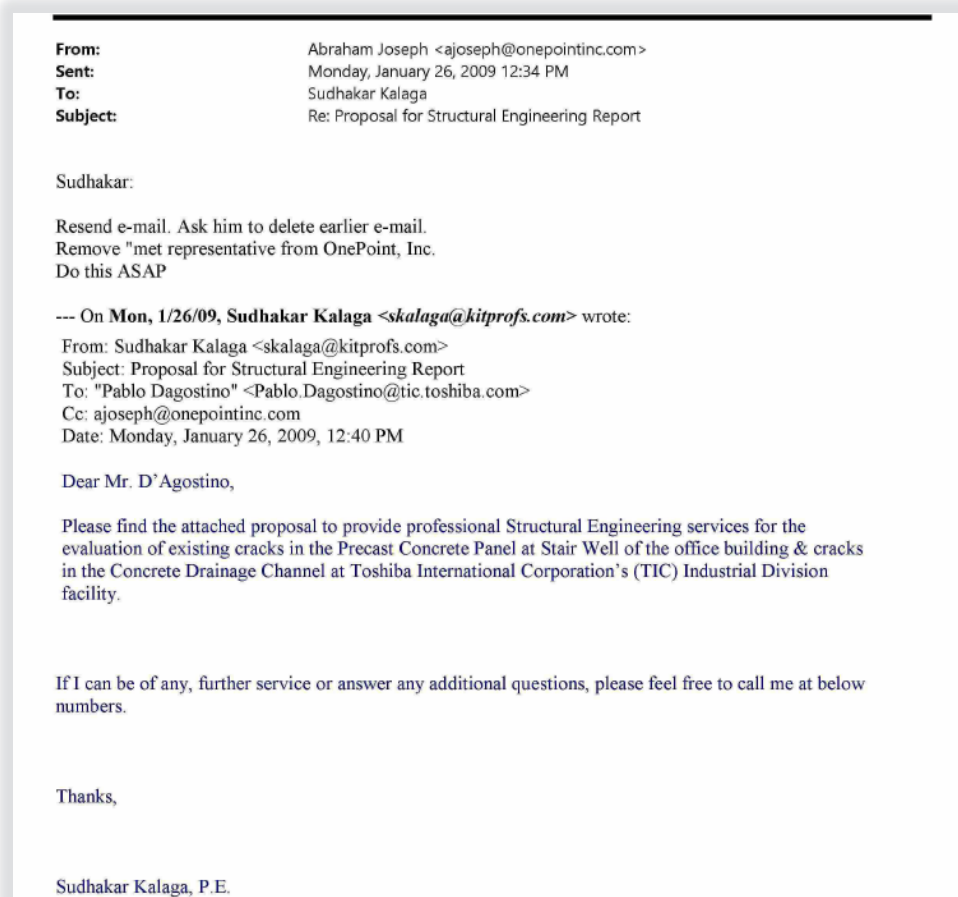 From: Abraham Joseph <ajoseph@onepointinc.com>
Sent: Monday, January 26, 2009 12:34 PM
To: Sudhakar Kalaga
Subject: Re: Proposal for Structural Engineering Report
Sudhakar:
Resend e-mail. Ask him to delete earlier e-mail.
Remove "met representative from OnePoint, Inc.
Do this ASAP
--- On Mon, 1/26/09, Sudhakar Kalaga <skalaga@kitprofs.com> wrote:
From: Sudhakar Kalaga <skalaga@kitprofs.com>
Subject: Proposal for Structural Engineering Report
To: "Pablo Dagostino" <Pablo.Dagostino@tic.toshiba.com>
Cc: ajoseph@onepointinc.com
Date: Monday, January 26, 2009, 12:40 PM
Dear Mr. D’Agostino,
Please find the attached proposal to provide professional Structural Engineering services for the
evaluation of existing cracks in the Precast Concrete Panel at Stair Well of the office building & cracks
in the Concrete Drainage Channel at Toshiba International Corporation’s (TIC) Industrial Division
facility.
If I can be of any, further service or answer any additional questions, please feel free to call me at below
numbers.
Thanks,
Sudhakar Kalaga, P.E.